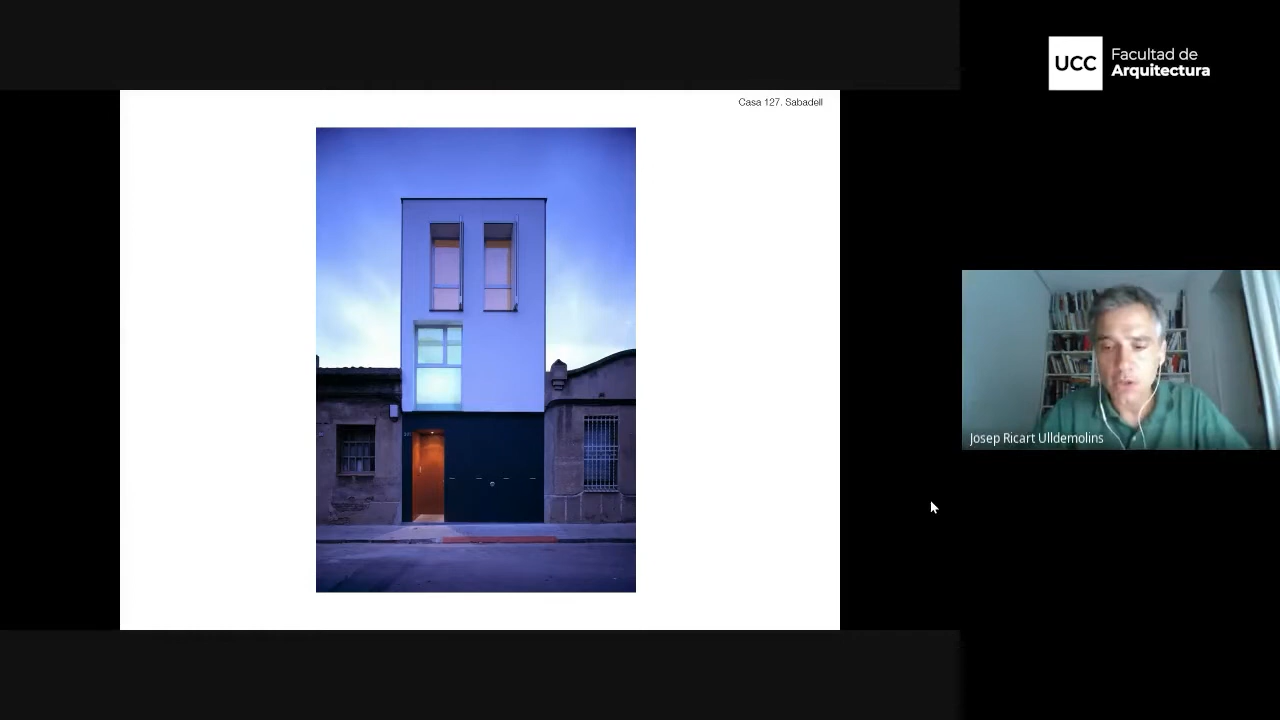 UCC
Facultad de
Arquitectura
Casa 127. Sabadell
Josep Ricart Ulldemolins